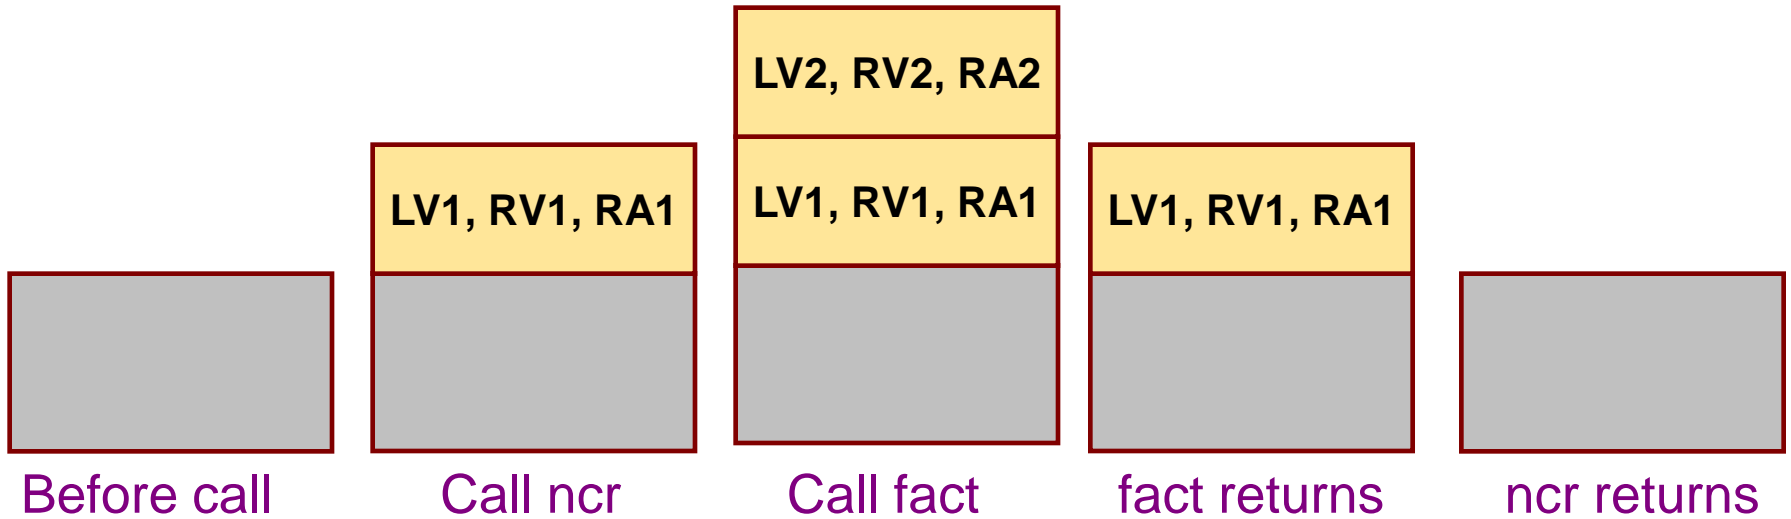 LV2, RV2, RA2
LV1, RV1, RA1
LV1, RV1, RA1
LV1, RV1, RA1
Before call
Call ncr
Call fact
fact returns
ncr returns